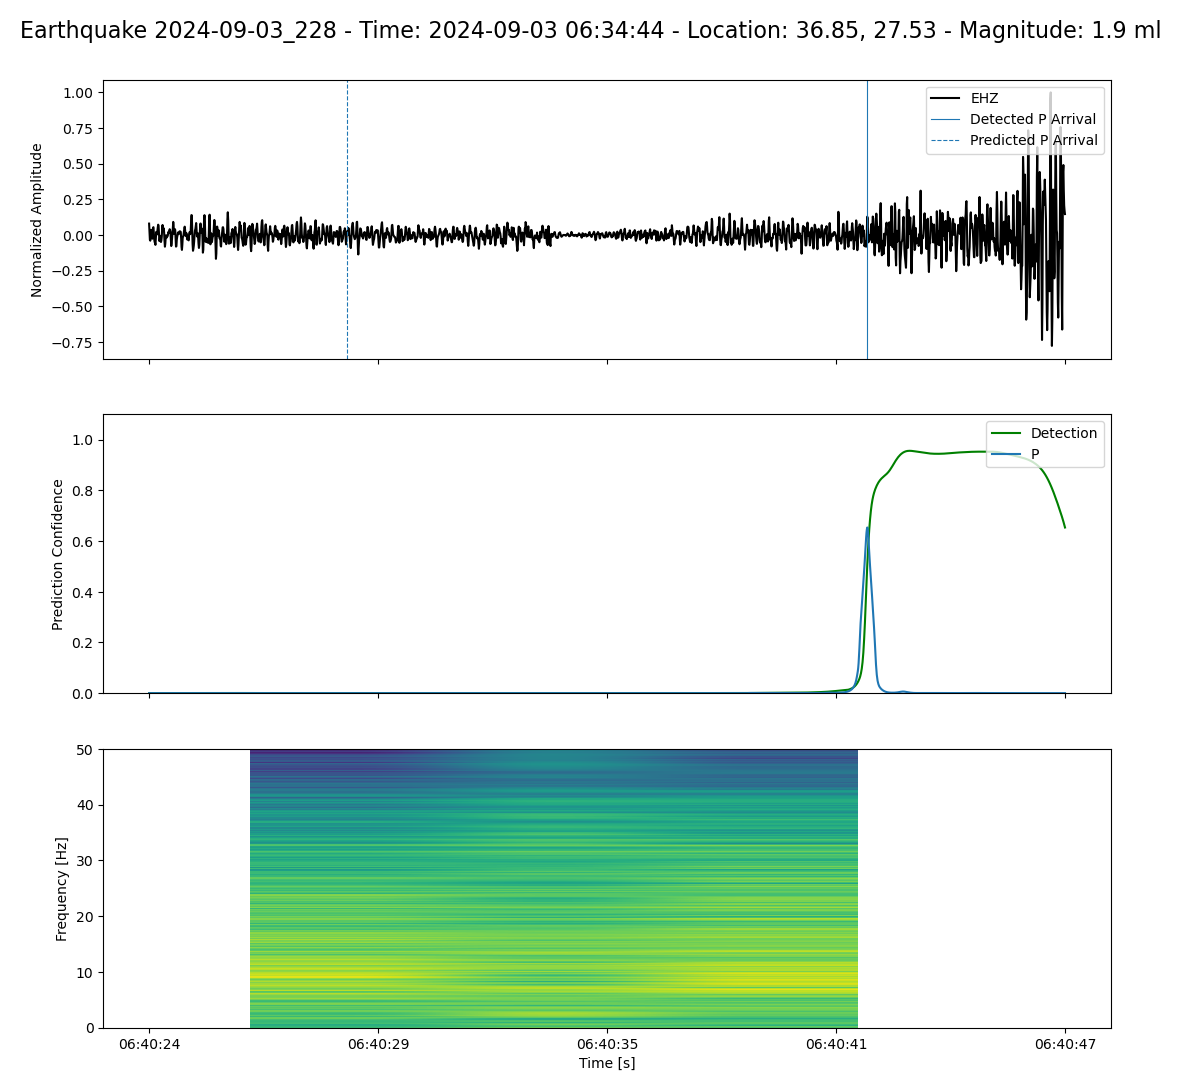 Earthquake 2024-09-03_228 - Time: 2024-09-03 06:34:44 - Location: 36.85, 27.53 - Magnitude: 1.9 ml
EHZ
Detected P Arrival
Predicted P Arrival
Normalized Amplitude
1.00
0.75
0.50
0.25
0.00
−0.25
−0.50
−0.75
Detection
P
Prediction Confidence
1.0
0.8
0.6
0.4
0.2
0.0
Frequency [Hz]
50
40
30
20
10
0
06:40:24 06:40:29 06:40:35 06:40:41 06:40:47
Time [s]